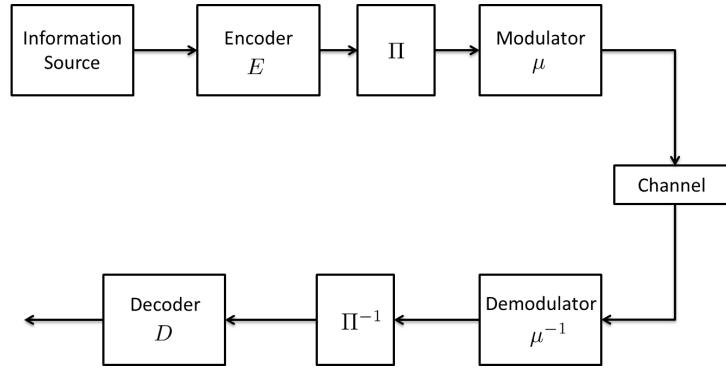 Information
Source
Encoder
E
Π
Modulator
μ
Channel
Demodulator
μ⁻¹
Π⁻¹
Decoder
D